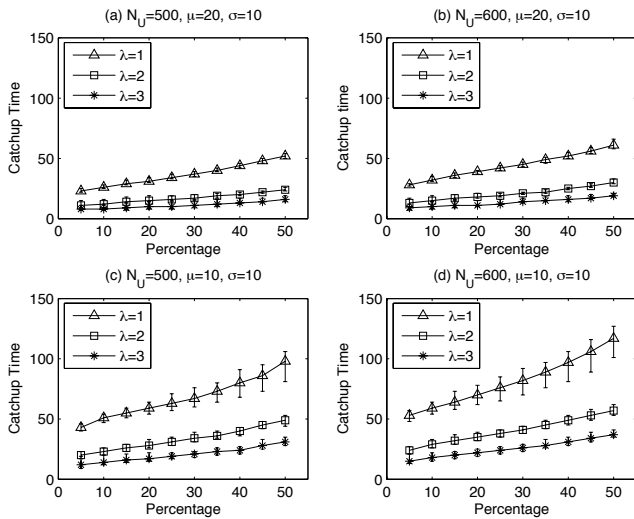 (a) N_U=500, μ=20, σ=10
150
100
50
0
Catchup Time
λ=1
λ=2
λ=3
0 10 20 30 40 50
Percentage
(b) N_U=600, μ=20, σ=10
150
100
50
0
Catchup time
λ=1
λ=2
λ=3
0 10 20 30 40 50
Percentage
(c) N_U=500, μ=10, σ=10
150
100
50
0
Catchup Time
λ=1
λ=2
λ=3
0 10 20 30 40 50
Percentage
(d) N_U=600, μ=10, σ=10
150
100
50
0
Catchup Time
λ=1
λ=2
λ=3
0 10 20 30 40 50
Percentage